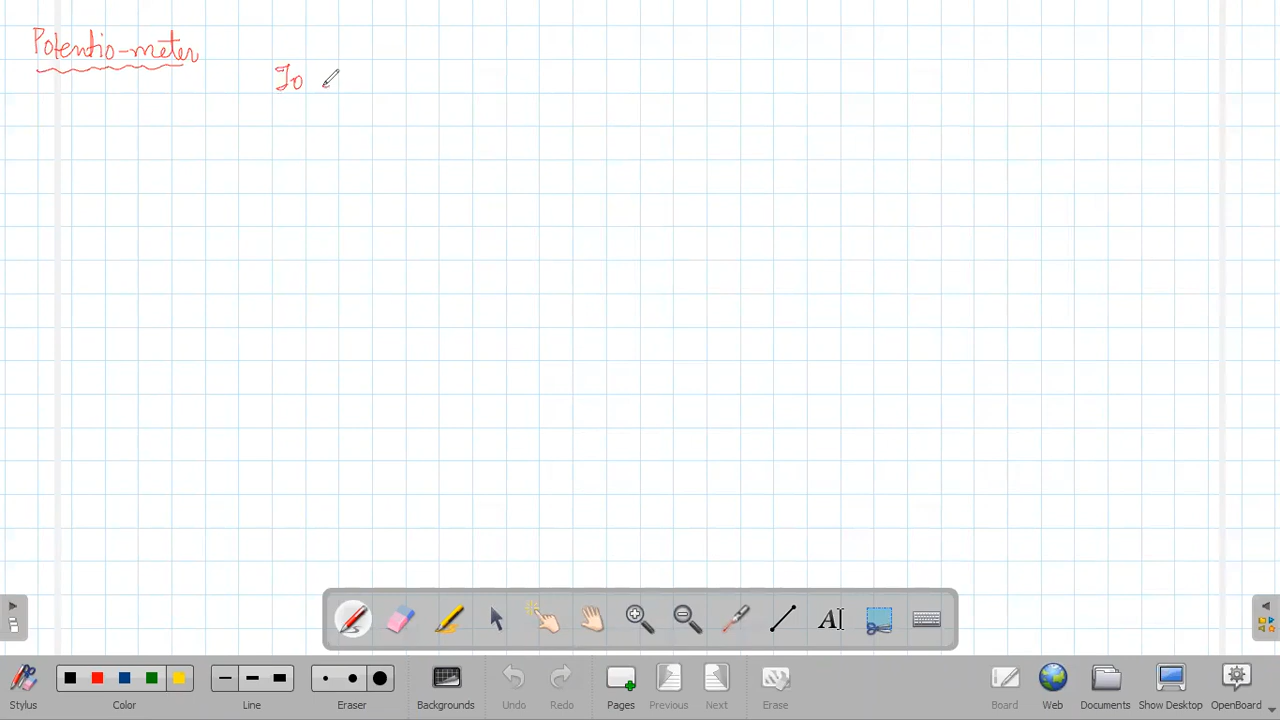 Potentio-meter
To
Stylus
Color
Line
Eraser
Backgrounds
Undo
Redo
Pages
Previous
Next
Erase
Board
Web
Documents
Show Desktop
OpenBoard